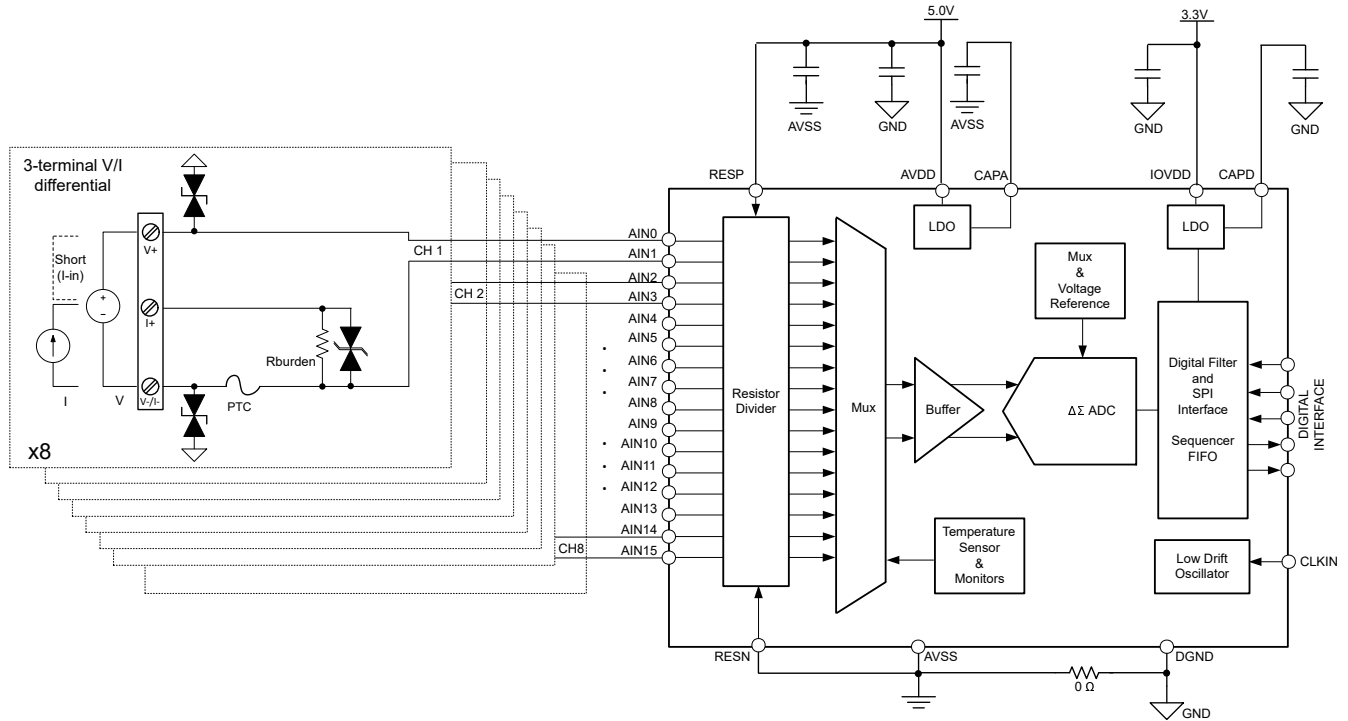 5.0V
3.3V
AVSS
GND
AVSS
GND
GND
3-terminal V/I
differential
RESP
AVDD
CAPA
IOVDD
CAPD
V+
Short
(I-in)
+
−
I+
Rburden
I
V
V-/I-
PTC
x8
CH 1
CH 2
CH8
AIN0
AIN1
AIN2
AIN3
AIN4
AIN5
AIN6
AIN7
AIN8
AIN9
AIN10
AIN11
AIN12
AIN13
AIN14
AIN15
Resistor
Divider
Mux
LDO
LDO
Mux
&
Voltage
Reference
Buffer
ΔΣ ADC
Digital Filter
and
SPI
Interface
Sequencer
FIFO
DIGITAL
INTERFACE
Temperature
Sensor
&
Monitors
Low Drift
Oscillator
CLKIN
RESN
AVSS
DGND
0 Ω
GND